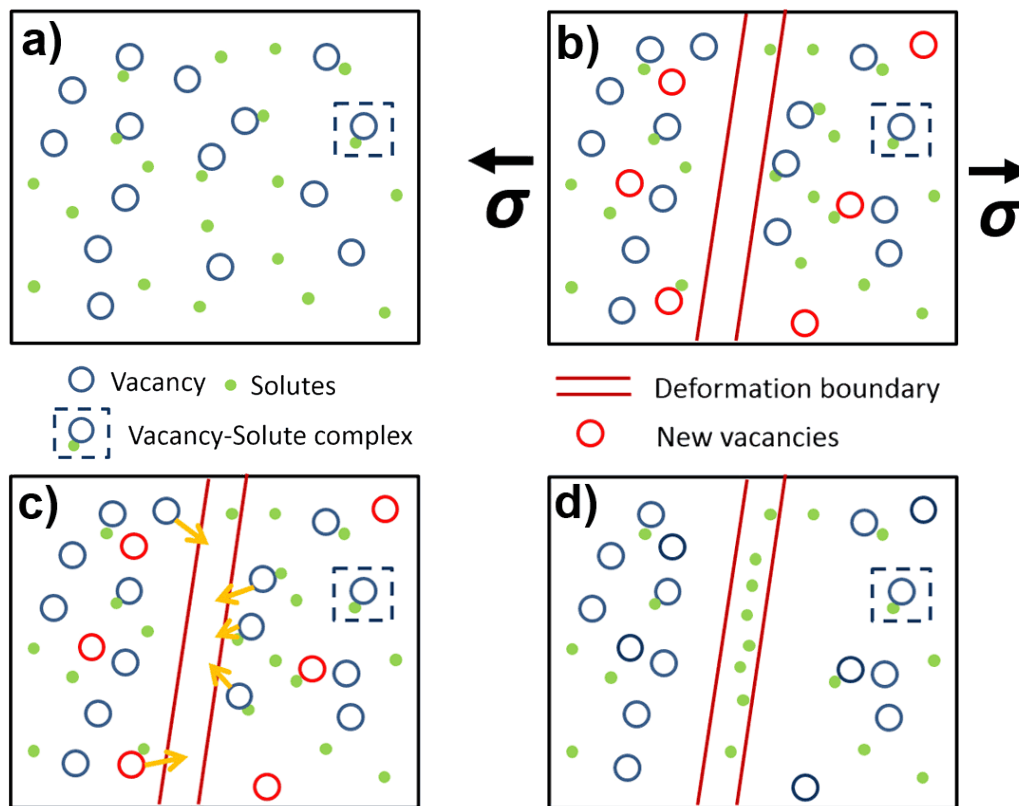 a)
b)
σ
σ
Vacancy
Solutes
Vacancy-Solute complex
Deformation boundary
New vacancies
c)
d)